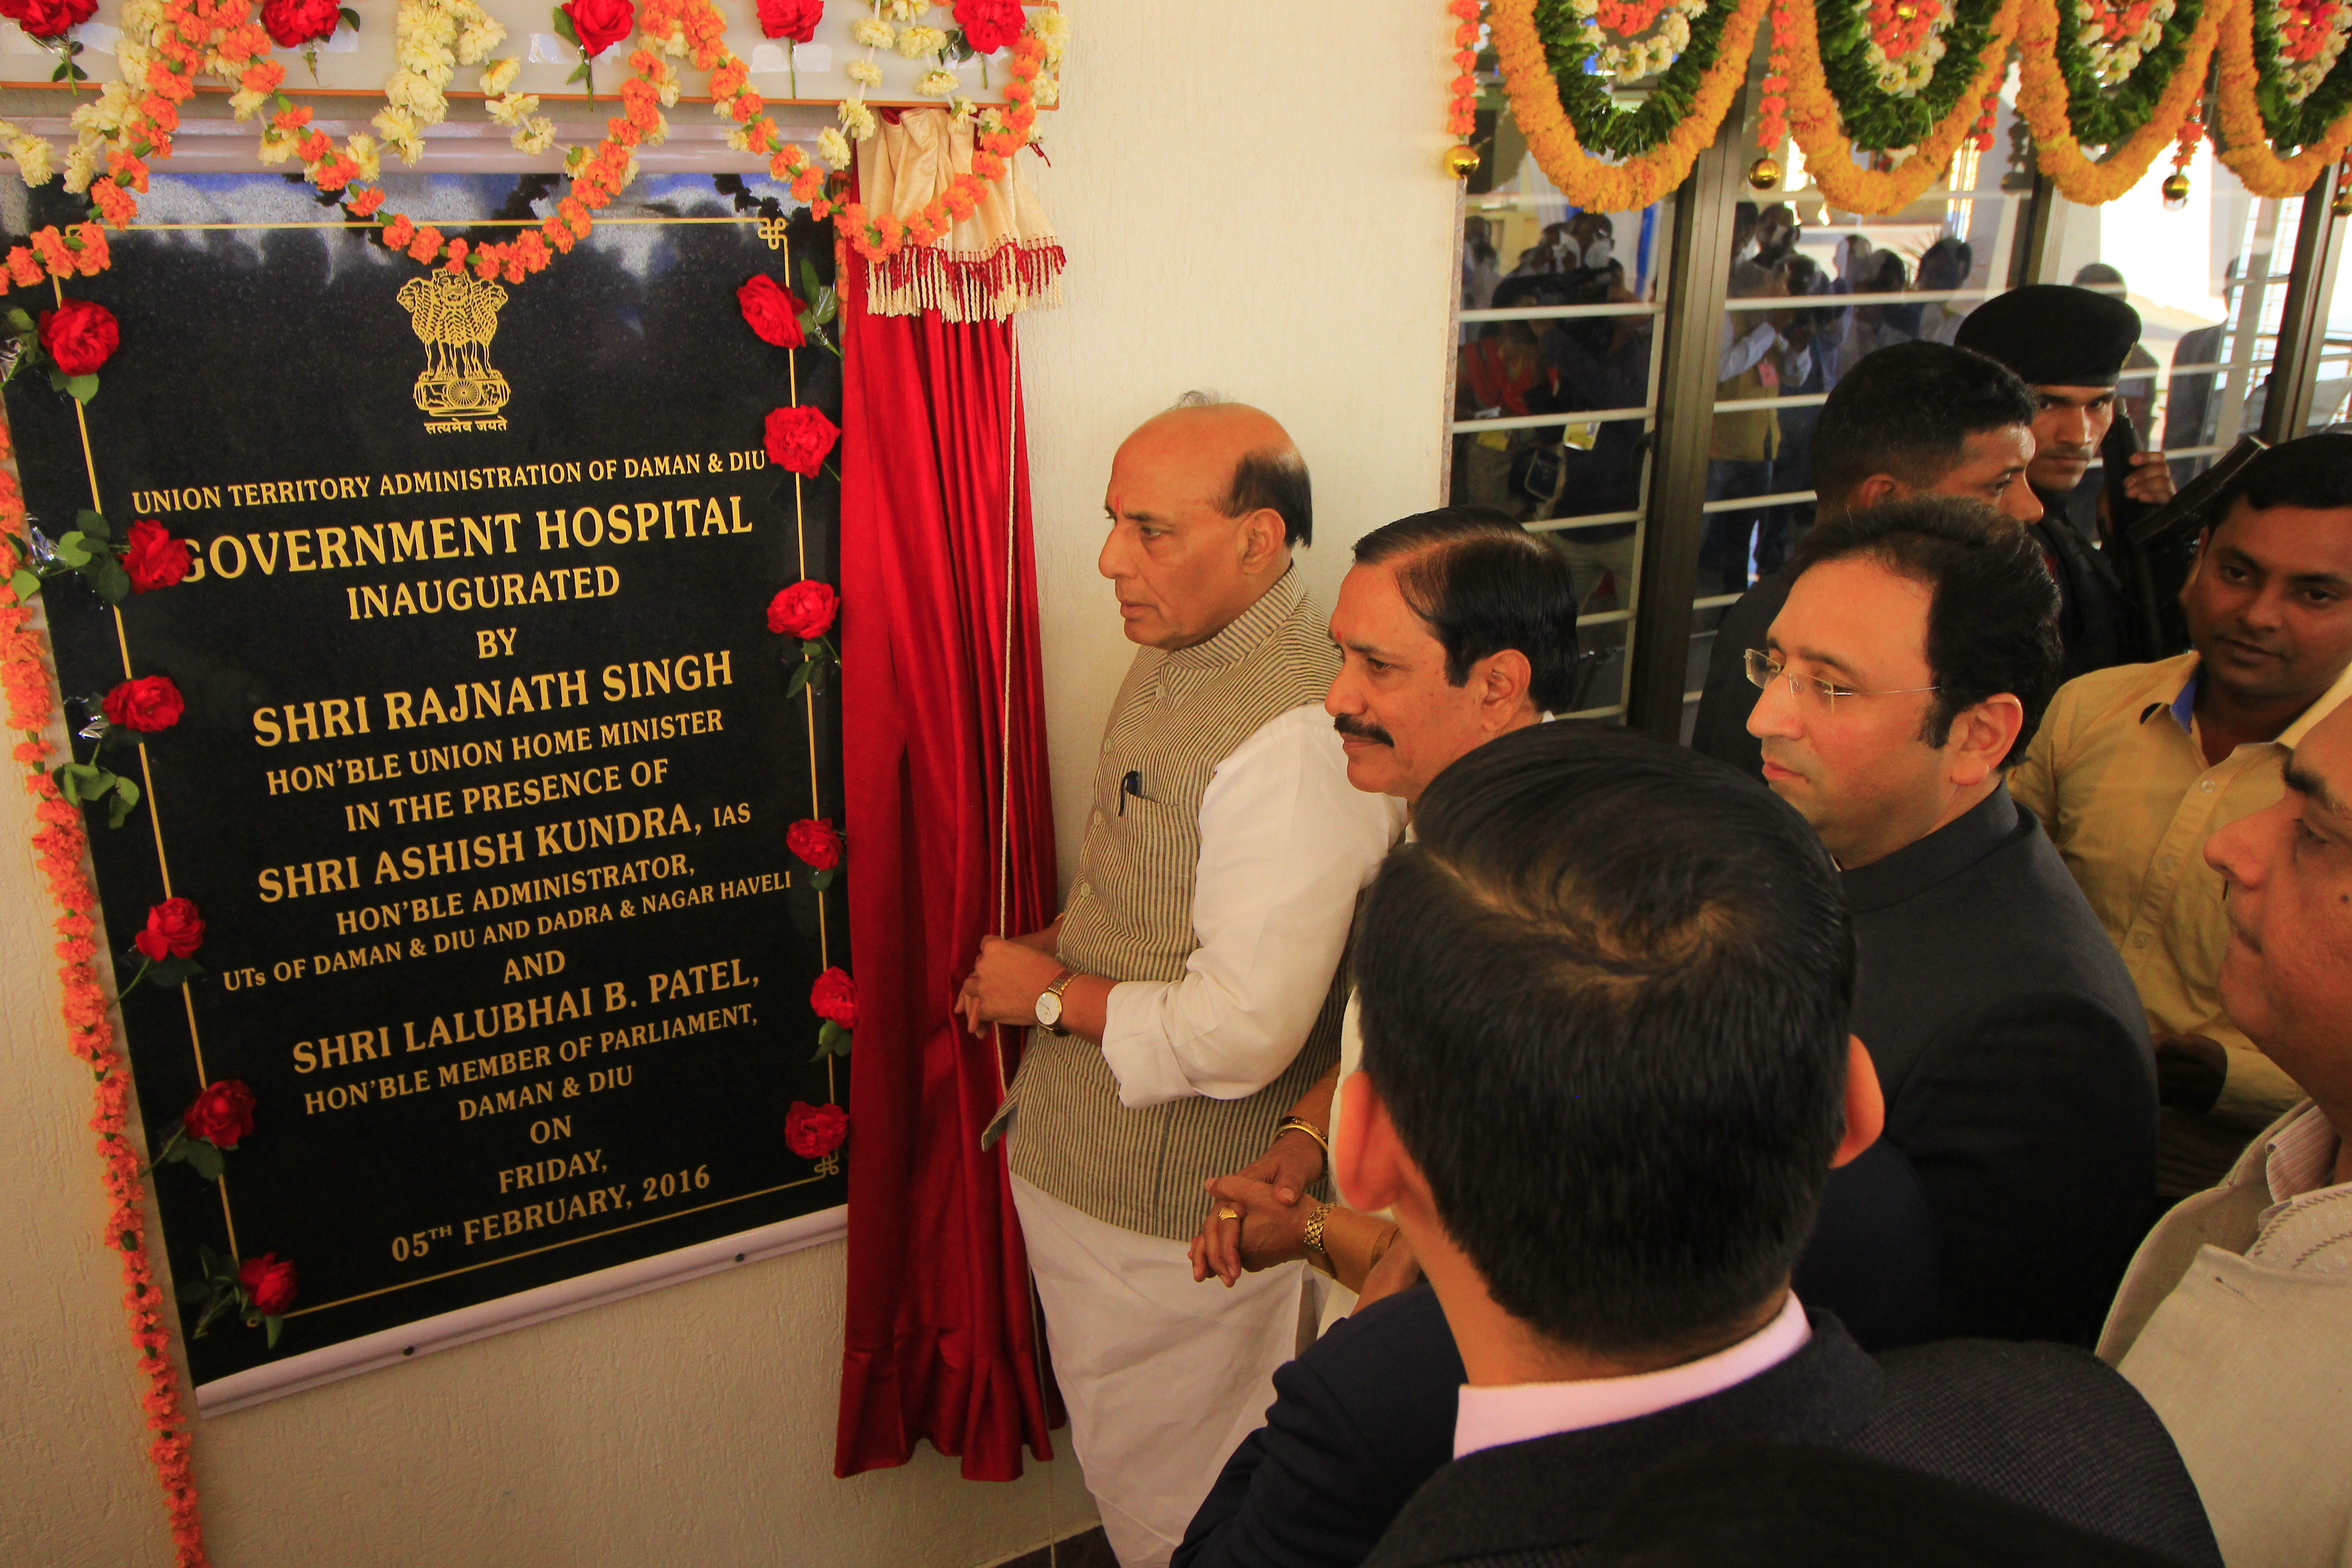 सत्यमेव जयते
UNION TERRITORY ADMINISTRATION OF DAMAN & DIU
GOVERNMENT HOSPITAL
INAUGURATED
BY
SHRI RAJNATH SINGH
HON'BLE UNION HOME MINISTER
IN THE PRESENCE OF
SHRI ASHISH KUNDRA, IAS
HON'BLE ADMINISTRATOR,
UTs OF DAMAN & DIU AND DADRA & NAGAR HAVELI
AND
SHRI LALUBHAI B. PATEL,
HON'BLE MEMBER OF PARLIAMENT,
DAMAN & DIU
ON
FRIDAY,
05TH FEBRUARY, 2016